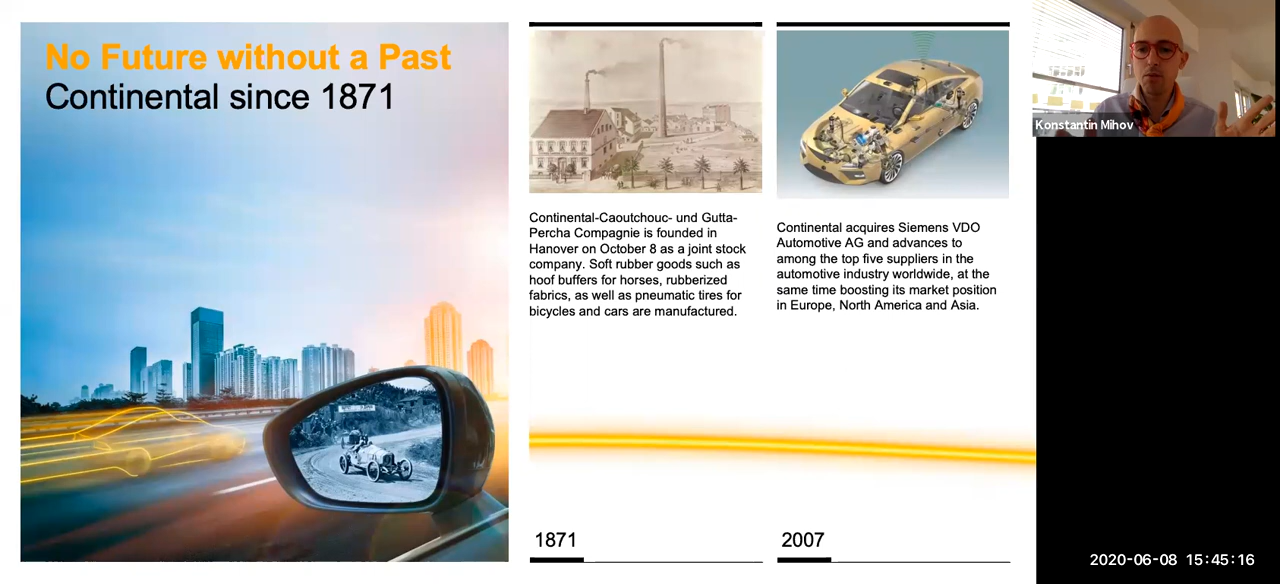 No Future without a Past
Continental since 1871
Continental-Caoutchouc- und Gutta-
Percha Compagnie is founded in
Hanover on October 8 as a joint stock
company. Soft rubber goods such as
hoof buffers for horses, rubberized
fabrics, as well as pneumatic tires for
bicycles and cars are manufactured.
1871
Continental acquires Siemens VDO
Automotive AG and advances to
among the top five suppliers in the
automotive industry worldwide, at the
same time boosting its market position
in Europe, North America and Asia.
2007
Konstantin Mihov
2020-06-08 15:45:16